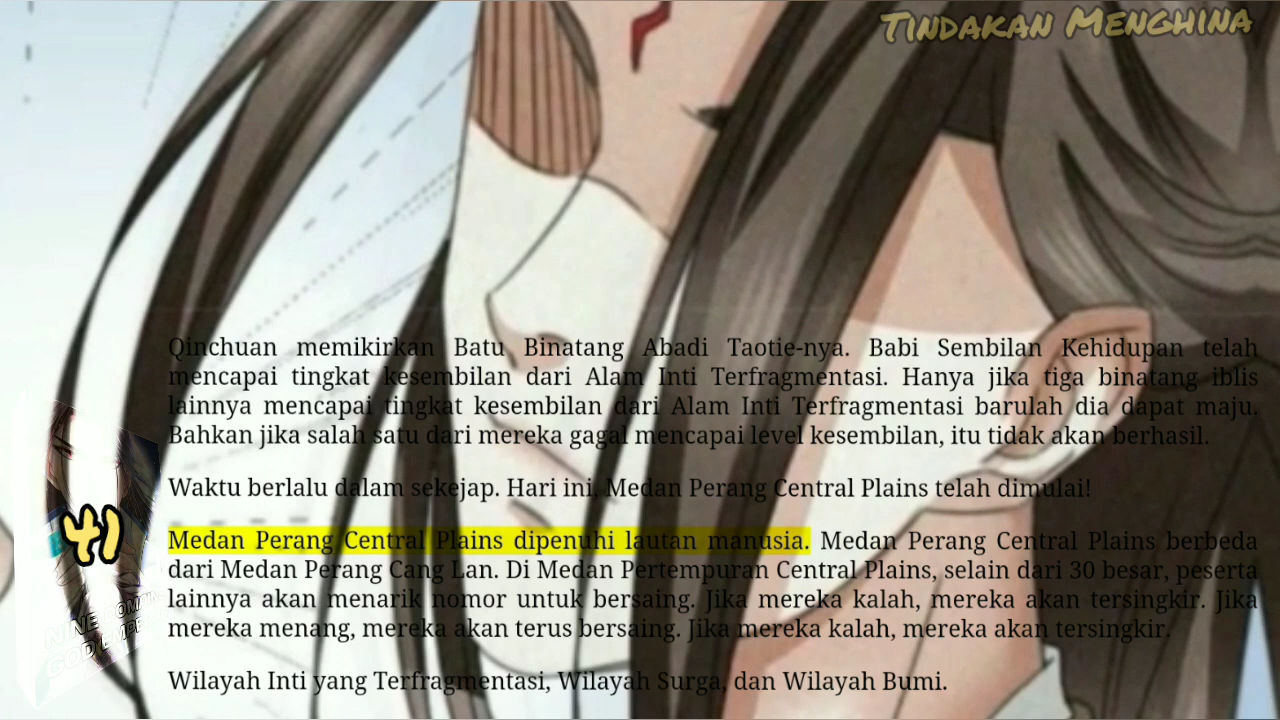 Tindakan Menghina
Qinchuan memikirkan Batu Binatang Abadi Taotie-nya. Babi Sembilan Kehidupan telah
mencapai tingkat kesembilan dari Alam Inti Terfragmentasi. Hanya jika tiga binatang iblis
lainnya mencapai tingkat kesembilan dari Alam Inti Terfragmentasi barulah dia dapat maju.
Bahkan jika salah satu dari mereka gagal mencapai level kesembilan, itu tidak akan berhasil.
Waktu berlalu dalam sekejap. Hari ini, Medan Perang Central Plains telah dimulai!
Medan Perang Central Plains dipenuhi lautan manusia. Medan Perang Central Plains berbeda
dari Medan Perang Cang Lan. Di Medan Pertempuran Central Plains, selain dari 30 besar, peserta
lainnya akan menarik nomor untuk bersaing. Jika mereka kalah, mereka akan tersingkir. Jika
mereka menang, mereka akan terus bersaing. Jika mereka kalah, mereka akan tersingkir.
Wilayah Inti yang Terfragmentasi, Wilayah Surga, dan Wilayah Bumi.
41
NINE
GOD